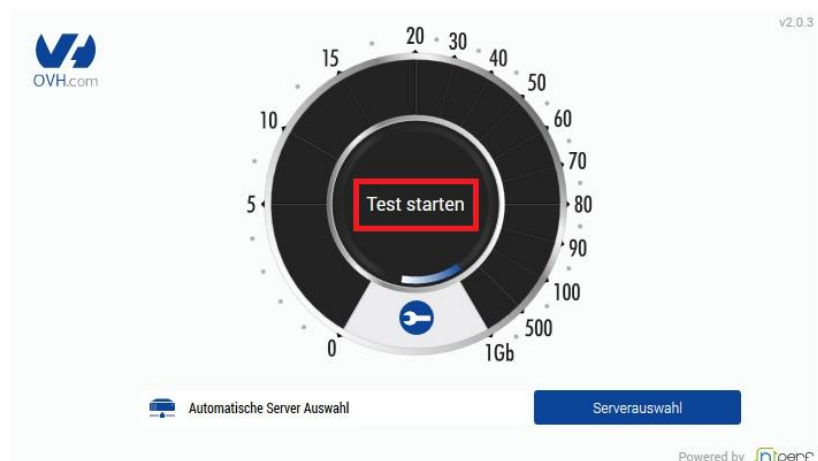 v2.0.3
OVH.com
0
5
10
15
20
30
40
50
60
70
80
90
100
500
1Gb
Test starten
Automatische Server Auswahl
Serverauswahl
Powered by nperf